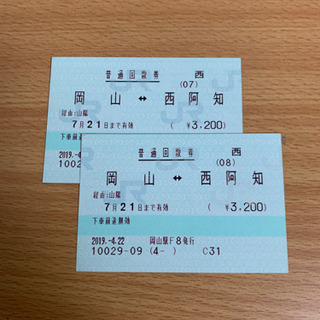 普通回数券 西
(07)
岡山 ↔ 西阿知
経由:山陽
7月21日まで有効 ( ¥3,200)
下車前途無効
2019.-4.
10029
普通回数券 西
(08)
岡山 ↔ 西阿知
経由:山陽
7月21日まで有効 ( ¥3,200)
下車前途無効
2019.-4.22 岡山駅F8発行
10029-09 (4- ) C31